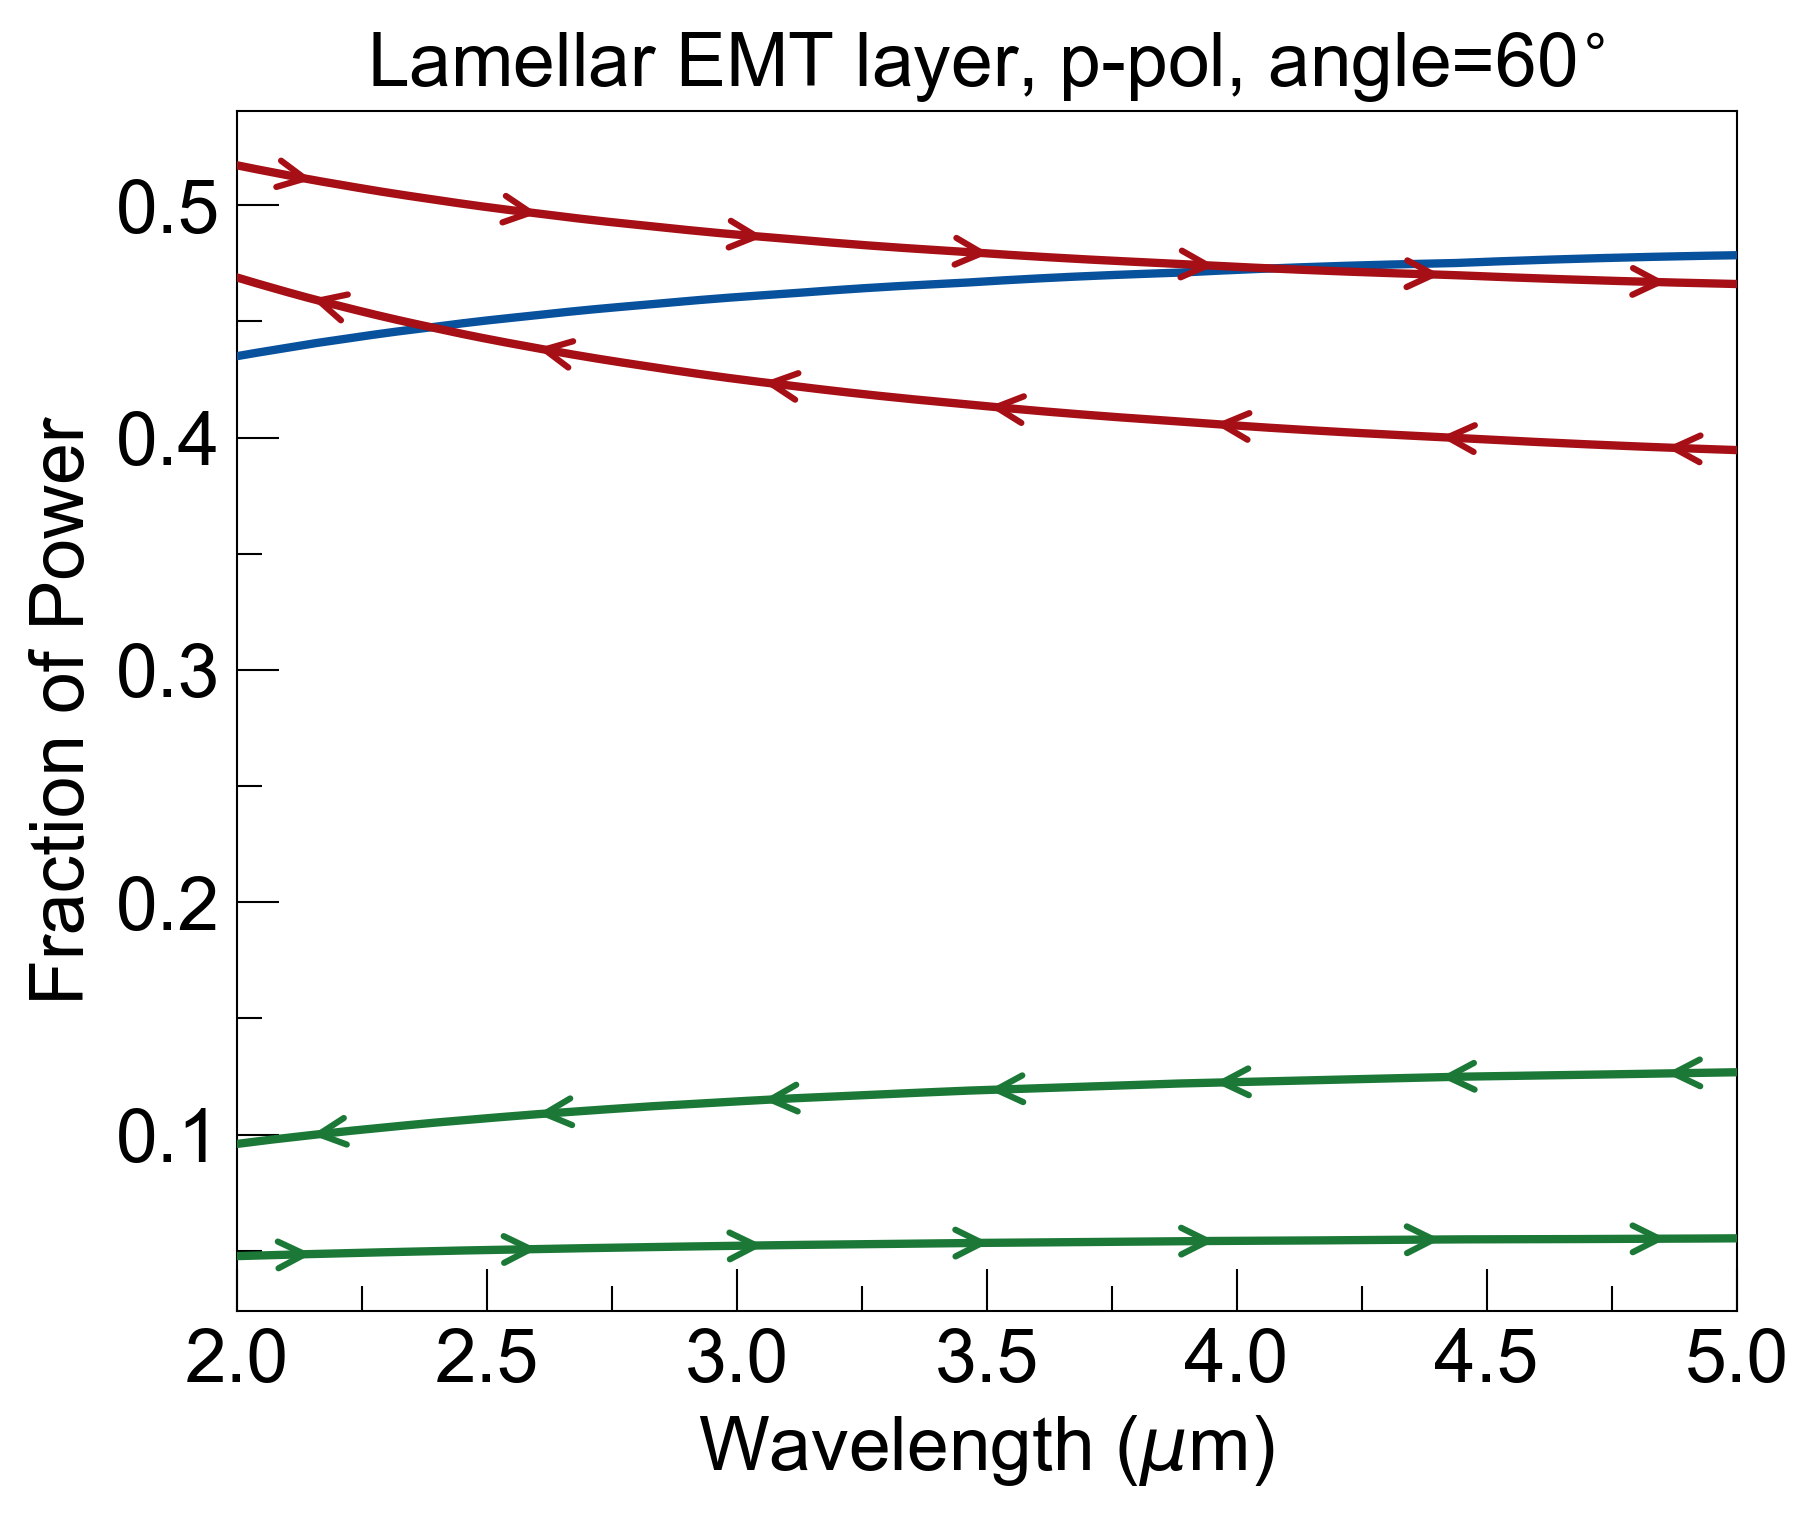 Lamellar EMT layer, p-pol, angle=60°
Fraction of Power
0.5
0.4
0.3
0.2
0.1
2.0 2.5 3.0 3.5 4.0 4.5 5.0
Wavelength (μm)